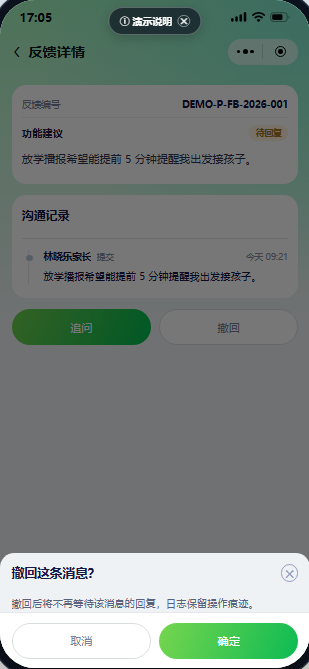 17:05
演示说明
反馈详情
反馈编号
DEMO-P-FB-2026-001
功能建议
待回复
放学播报希望能提前 5 分钟提醒我出发接孩子。
沟通记录
林晓乐家长 提交
今天 09:21
放学播报希望能提前 5 分钟提醒我出发接孩子。
追问
撤回
撤回这条消息?
撤回后将不再等待该消息的回复，日志保留操作痕迹。
取消
确定